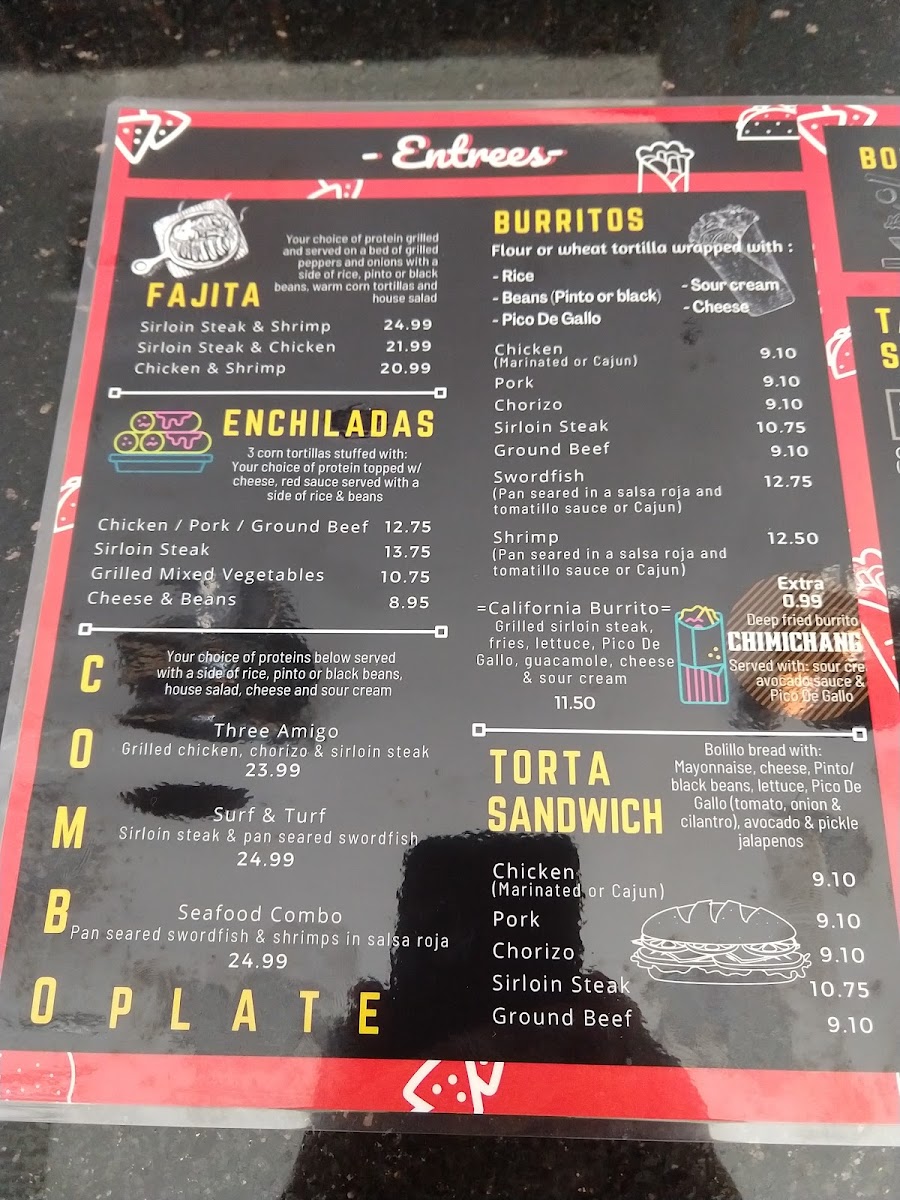 - Entrees-
FAJITA
Your choice of protein grilled
and served on a bed of grilled
peppers and onions with a
side of rice, pinto or black
beans, warm corn tortillas and
house salad
Sirloin Steak & Shrimp 24.99
Sirloin Steak & Chicken 21.99
Chicken & Shrimp 20.99
ENCHILADAS
3 corn tortillas stuffed with:
Your choice of protein topped w/
cheese, red sauce served with a
side of rice & beans
Chicken / Pork / Ground Beef 12.75
Sirloin Steak 13.75
Grilled Mixed Vegetables 10.75
Cheese & Beans 8.95
COMBO PLATE
Your choice of proteins below served
with a side of rice, pinto or black beans,
house salad, cheese and sour cream
Three Amigo
Grilled chicken, chorizo & sirloin steak
23.99
Surf & Turf
Sirloin steak & pan seared swordfish
24.99
Seafood Combo
Pan seared swordfish & shrimps in salsa roja
24.99
BURRITOS
Flour or wheat tortilla wrapped with :
- Rice
- Beans (Pinto or black)
- Pico De Gallo
- Sour cream
- Cheese
Chicken 9.10
(Marinated or Cajun)
Pork 9.10
Chorizo 9.10
Sirloin Steak 10.75
Ground Beef 9.10
Swordfish 12.75
(Pan seared in a salsa roja and
tomatillo sauce or Cajun)
Shrimp 12.50
(Pan seared in a salsa roja and
tomatillo sauce or Cajun)
=California Burrito=
Grilled sirloin steak,
fries, lettuce, Pico De
Gallo, guacamole, cheese
& sour cream
11.50
Extra
0.99
Deep fried burrito
CHIMICHANG
Served with: sour cre
avocado sauce &
Pico De Gallo
TORTA
SANDWICH
Bolillo bread with:
Mayonnaise, cheese, Pinto/
black beans, lettuce, Pico De
Gallo (tomato, onion &
cilantro), avocado & pickle
jalapenos
Chicken 9.10
(Marinated or Cajun)
Pork 9.10
Chorizo 9.10
Sirloin Steak 10.75
Ground Beef 9.10
BO
T
S